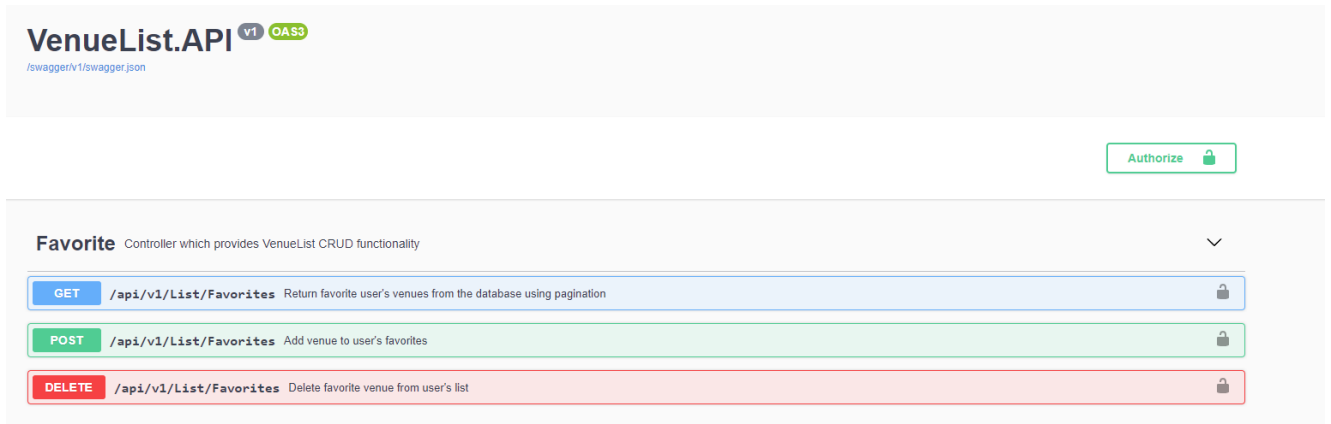 VenueList.API v1 OAS3
/swagger/v1/swagger.json
Authorize
Favorite Controller which provides VenueList CRUD functionality
GET /api/v1/List/Favorites Return favorite user's venues from the database using pagination
POST /api/v1/List/Favorites Add venue to user's favorites
DELETE /api/v1/List/Favorites Delete favorite venue from user's list